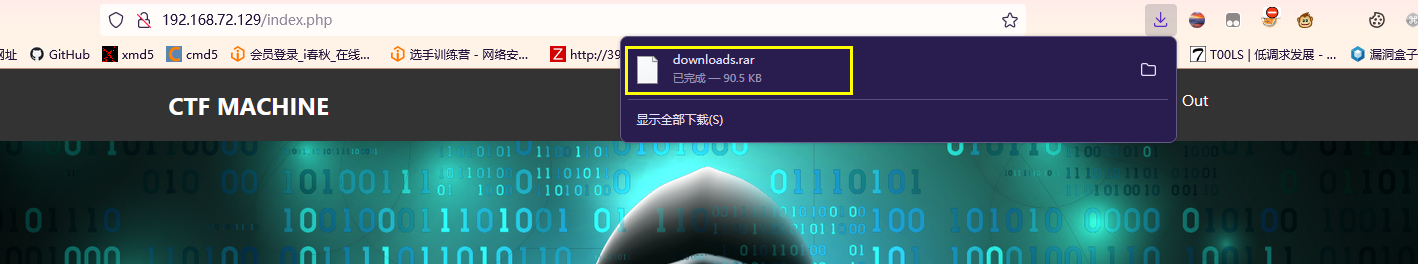 192.168.72.129/index.php
网址 GitHub xmd5 cmd5 会员登录_i春秋_在线... 选手训练营 - 网络安... http://39 T00LS | 低调求发展 - ... 漏洞盒子
downloads.rar
已完成 — 90.5 KB
CTF MACHINE
Out
显示全部下载(S)